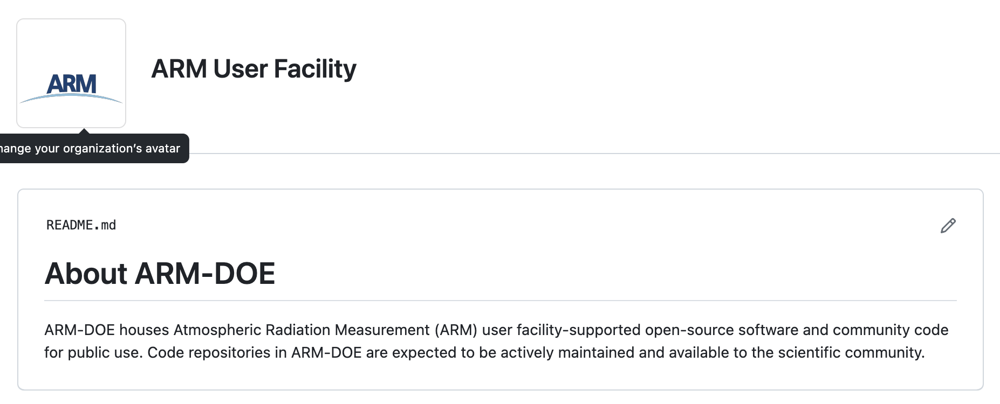 ARM
ARM User Facility
hange your organization’s avatar
README.md
About ARM-DOE
ARM-DOE houses Atmospheric Radiation Measurement (ARM) user facility-supported open-source software and community code
for public use. Code repositories in ARM-DOE are expected to be actively maintained and available to the scientific community.